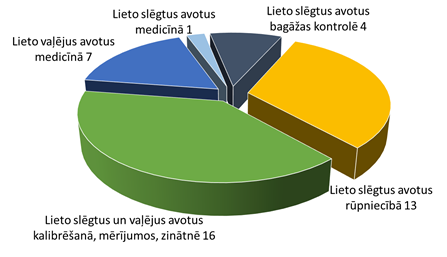 Lieto slēgtus avotus
medicīnā 1
Lieto slēgtus avotus
bagāžas kontrolē 4
Lieto vaļējus avotus
medicīnā 7
Lieto slēgtus avotus
rūpniecībā 13
Lieto slēgtus un vaļējus avotus
kalibrēšanā, mērījumos, zinātnē 16